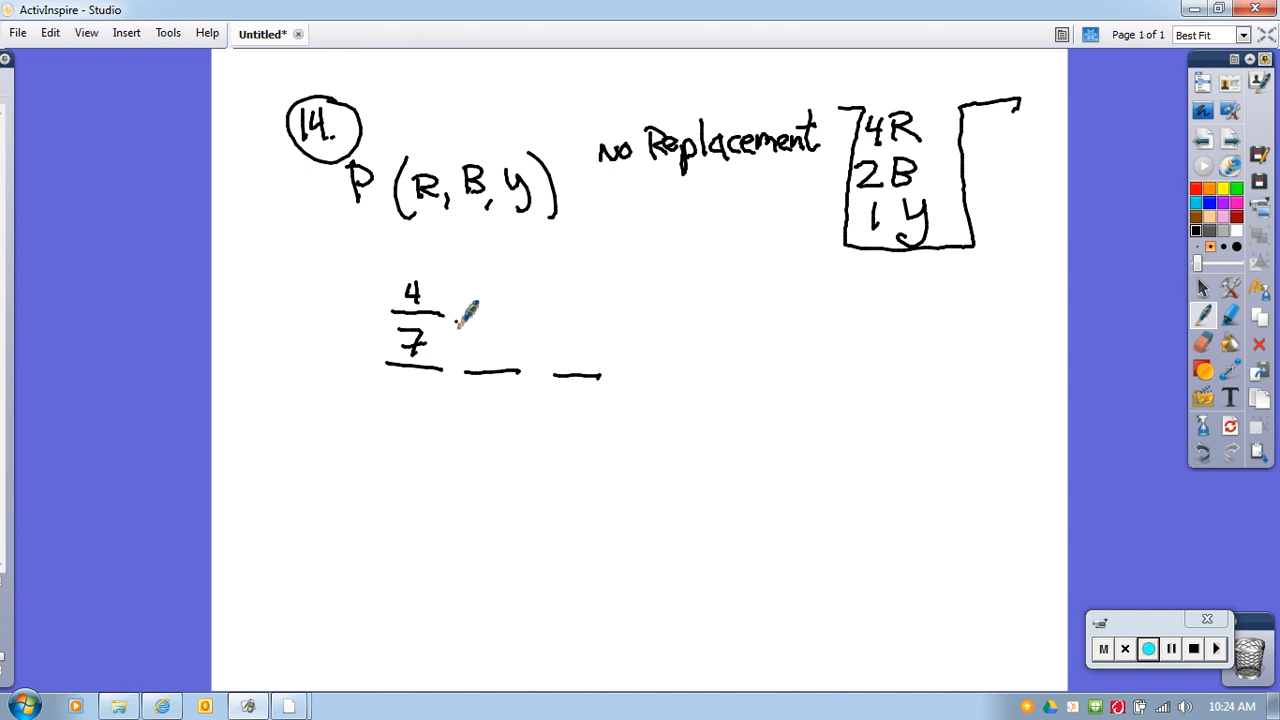 ActivInspire - Studio
File Edit View Insert Tools Help
Untitled*
Page 1 of 1
Best Fit
14.
P (R, B, Y)
no Replacement
4R
2B
1 Y
4
7
.
T
M
10:24 AM